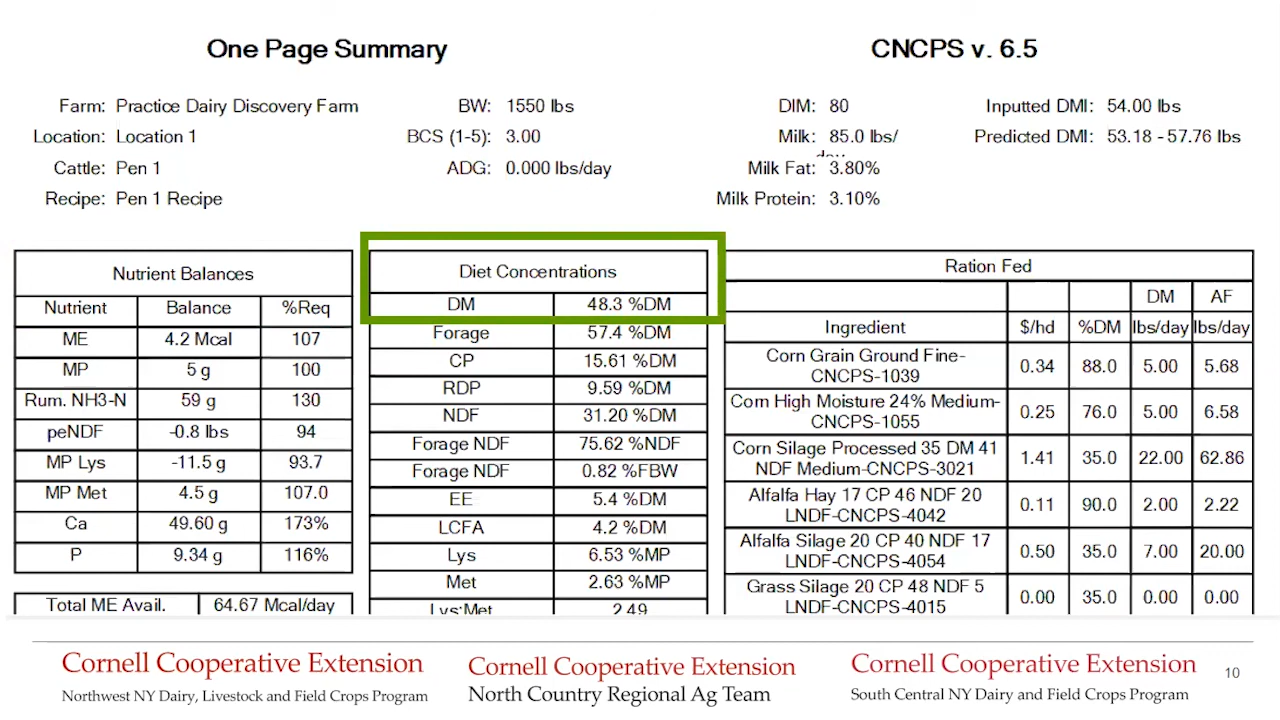 One Page Summary
CNCPS v. 6.5
Farm: Practice Dairy Discovery Farm
BW: 1550 lbs
DIM: 80
Inputted DMI: 54.00 lbs
Location: Location 1
BCS (1-5): 3.00
Milk: 85.0 lbs/
day
Predicted DMI: 53.18 - 57.76 lbs
Cattle: Pen 1
ADG: 0.000 lbs/day
Milk Fat: 3.80%
Recipe: Pen 1 Recipe
Milk Protein: 3.10%
Nutrient Balances
Nutrient Balance %Req
ME 4.2 Mcal 107
MP 5 g 100
Rum. NH3-N 59 g 130
peNDF -0.8 lbs 94
MP Lys -11.5 g 93.7
MP Met 4.5 g 107.0
Ca 49.60 g 173%
P 9.34 g 116%
Total ME Avail. 64.67 Mcal/day
Diet Concentrations
DM 48.3 %DM
Forage 57.4 %DM
CP 15.61 %DM
RDP 9.59 %DM
NDF 31.20 %DM
Forage NDF 75.62 %NDF
Forage NDF 0.82 %FBW
EE 5.4 %DM
LCFA 4.2 %DM
Lys 6.53 %MP
Met 2.63 %MP
Lys:Met 2.49
Ration Fed
DM AF
Ingredient $/hd %DM lbs/day lbs/day
Corn Grain Ground Fine-
CNCPS-1039 0.34 88.0 5.00 5.68
Corn High Moisture 24% Medium-
CNCPS-1055 0.25 76.0 5.00 6.58
Corn Silage Processed 35 DM 41
NDF Medium-CNCPS-3021 1.41 35.0 22.00 62.86
Alfalfa Hay 17 CP 46 NDF 20
LNDF-CNCPS-4042 0.11 90.0 2.00 2.22
Alfalfa Silage 20 CP 40 NDF 17
LNDF-CNCPS-4054 0.50 35.0 7.00 20.00
Grass Silage 20 CP 48 NDF 5
LNDF-CNCPS-4015 0.00 35.0 0.00 0.00
Cornell Cooperative Extension
Northwest NY Dairy, Livestock and Field Crops Program
Cornell Cooperative Extension
North Country Regional Ag Team
Cornell Cooperative Extension
South Central NY Dairy and Field Crops Program
10